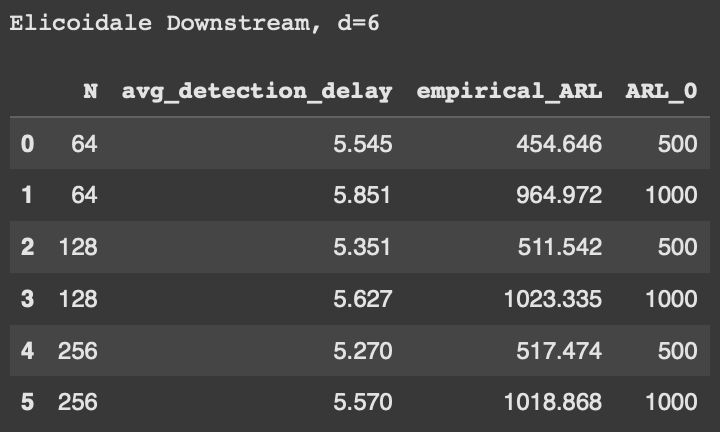 Elicoidale Downstream, d=6
N avg_detection_delay empirical_ARL ARL_0
0 64 5.545 454.646 500
1 64 5.851 964.972 1000
2 128 5.351 511.542 500
3 128 5.627 1023.335 1000
4 256 5.270 517.474 500
5 256 5.570 1018.868 1000